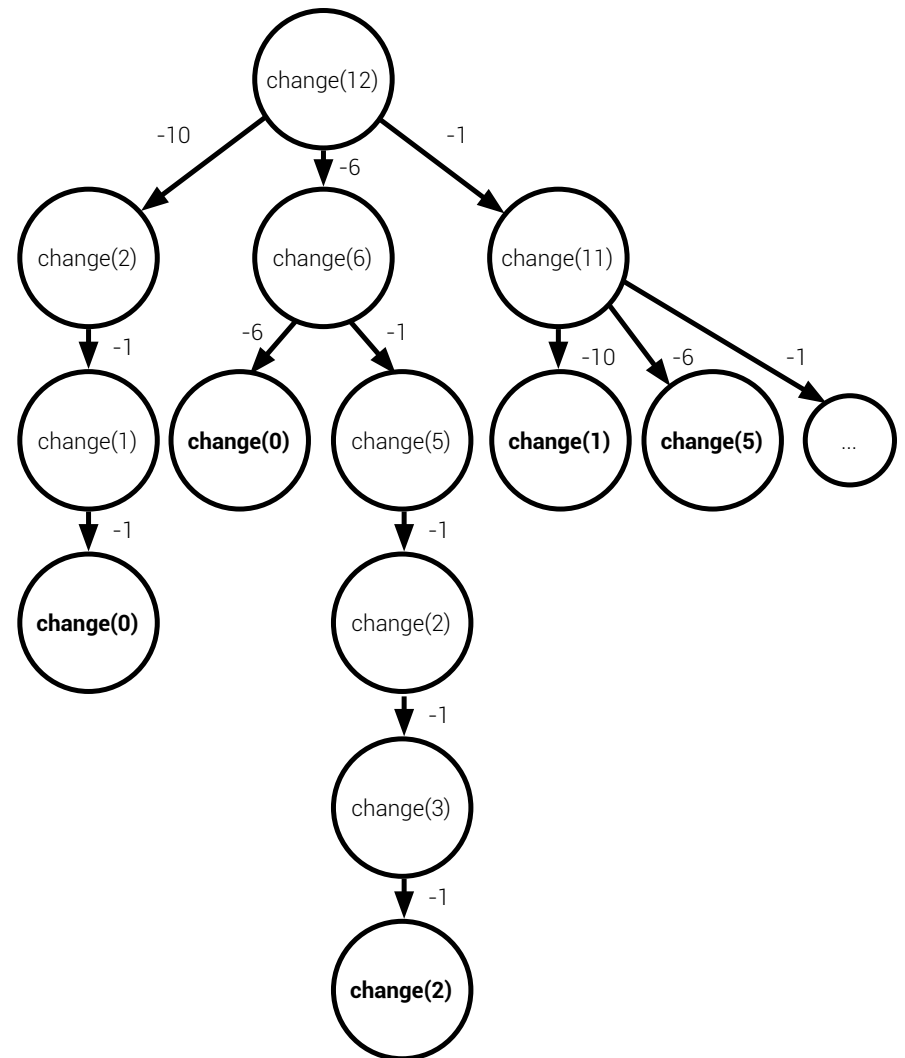 change(12)
-10
-6
-1
change(2)
change(6)
change(11)
-1
-6
-1
-10
-6
-1
change(1)
change(0)
change(5)
change(1)
change(5)
...
-1
-1
change(0)
change(2)
-1
change(3)
-1
change(2)